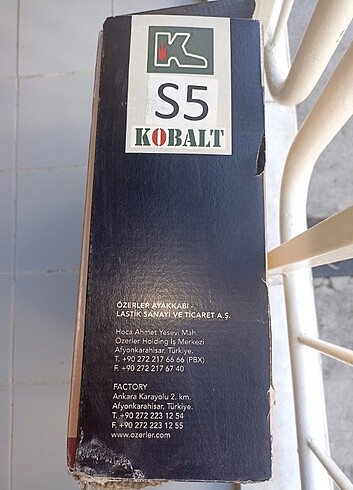 K
S5
KOBALT
ÖZERLER AYAKKABI -
LASTİK SANAYİ VE TİCARET A.Ş.
Hoca Ahmet Yesevi Mah.
Özerler Holding İş Merkezi
Afyonkarahisar, Türkiye.
T. +90 272 217 66 66 (PBX)
F. +90 272 217 67 40
FACTORY
Ankara Karayolu 2. km.
Afyonkarahisar, Türkiye.
T. +90 272 223 12 54
F. +90 272 223 12 55
www.ozerler.com